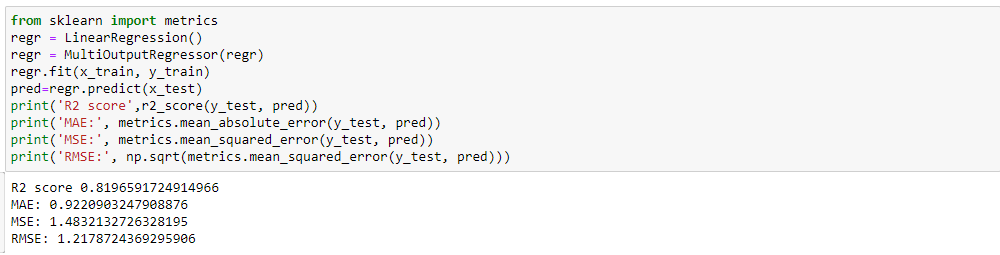 from sklearn import metrics
regr = LinearRegression()
regr = MultiOutputRegressor(regr)
regr.fit(x_train, y_train)
pred=regr.predict(x_test)
print('R2 score',r2_score(y_test, pred))
print('MAE:', metrics.mean_absolute_error(y_test, pred))
print('MSE:', metrics.mean_squared_error(y_test, pred))
print('RMSE:', np.sqrt(metrics.mean_squared_error(y_test, pred)))
R2 score 0.8196591724914966
MAE: 0.9220903247908876
MSE: 1.4832132726328195
RMSE: 1.2178724369295906